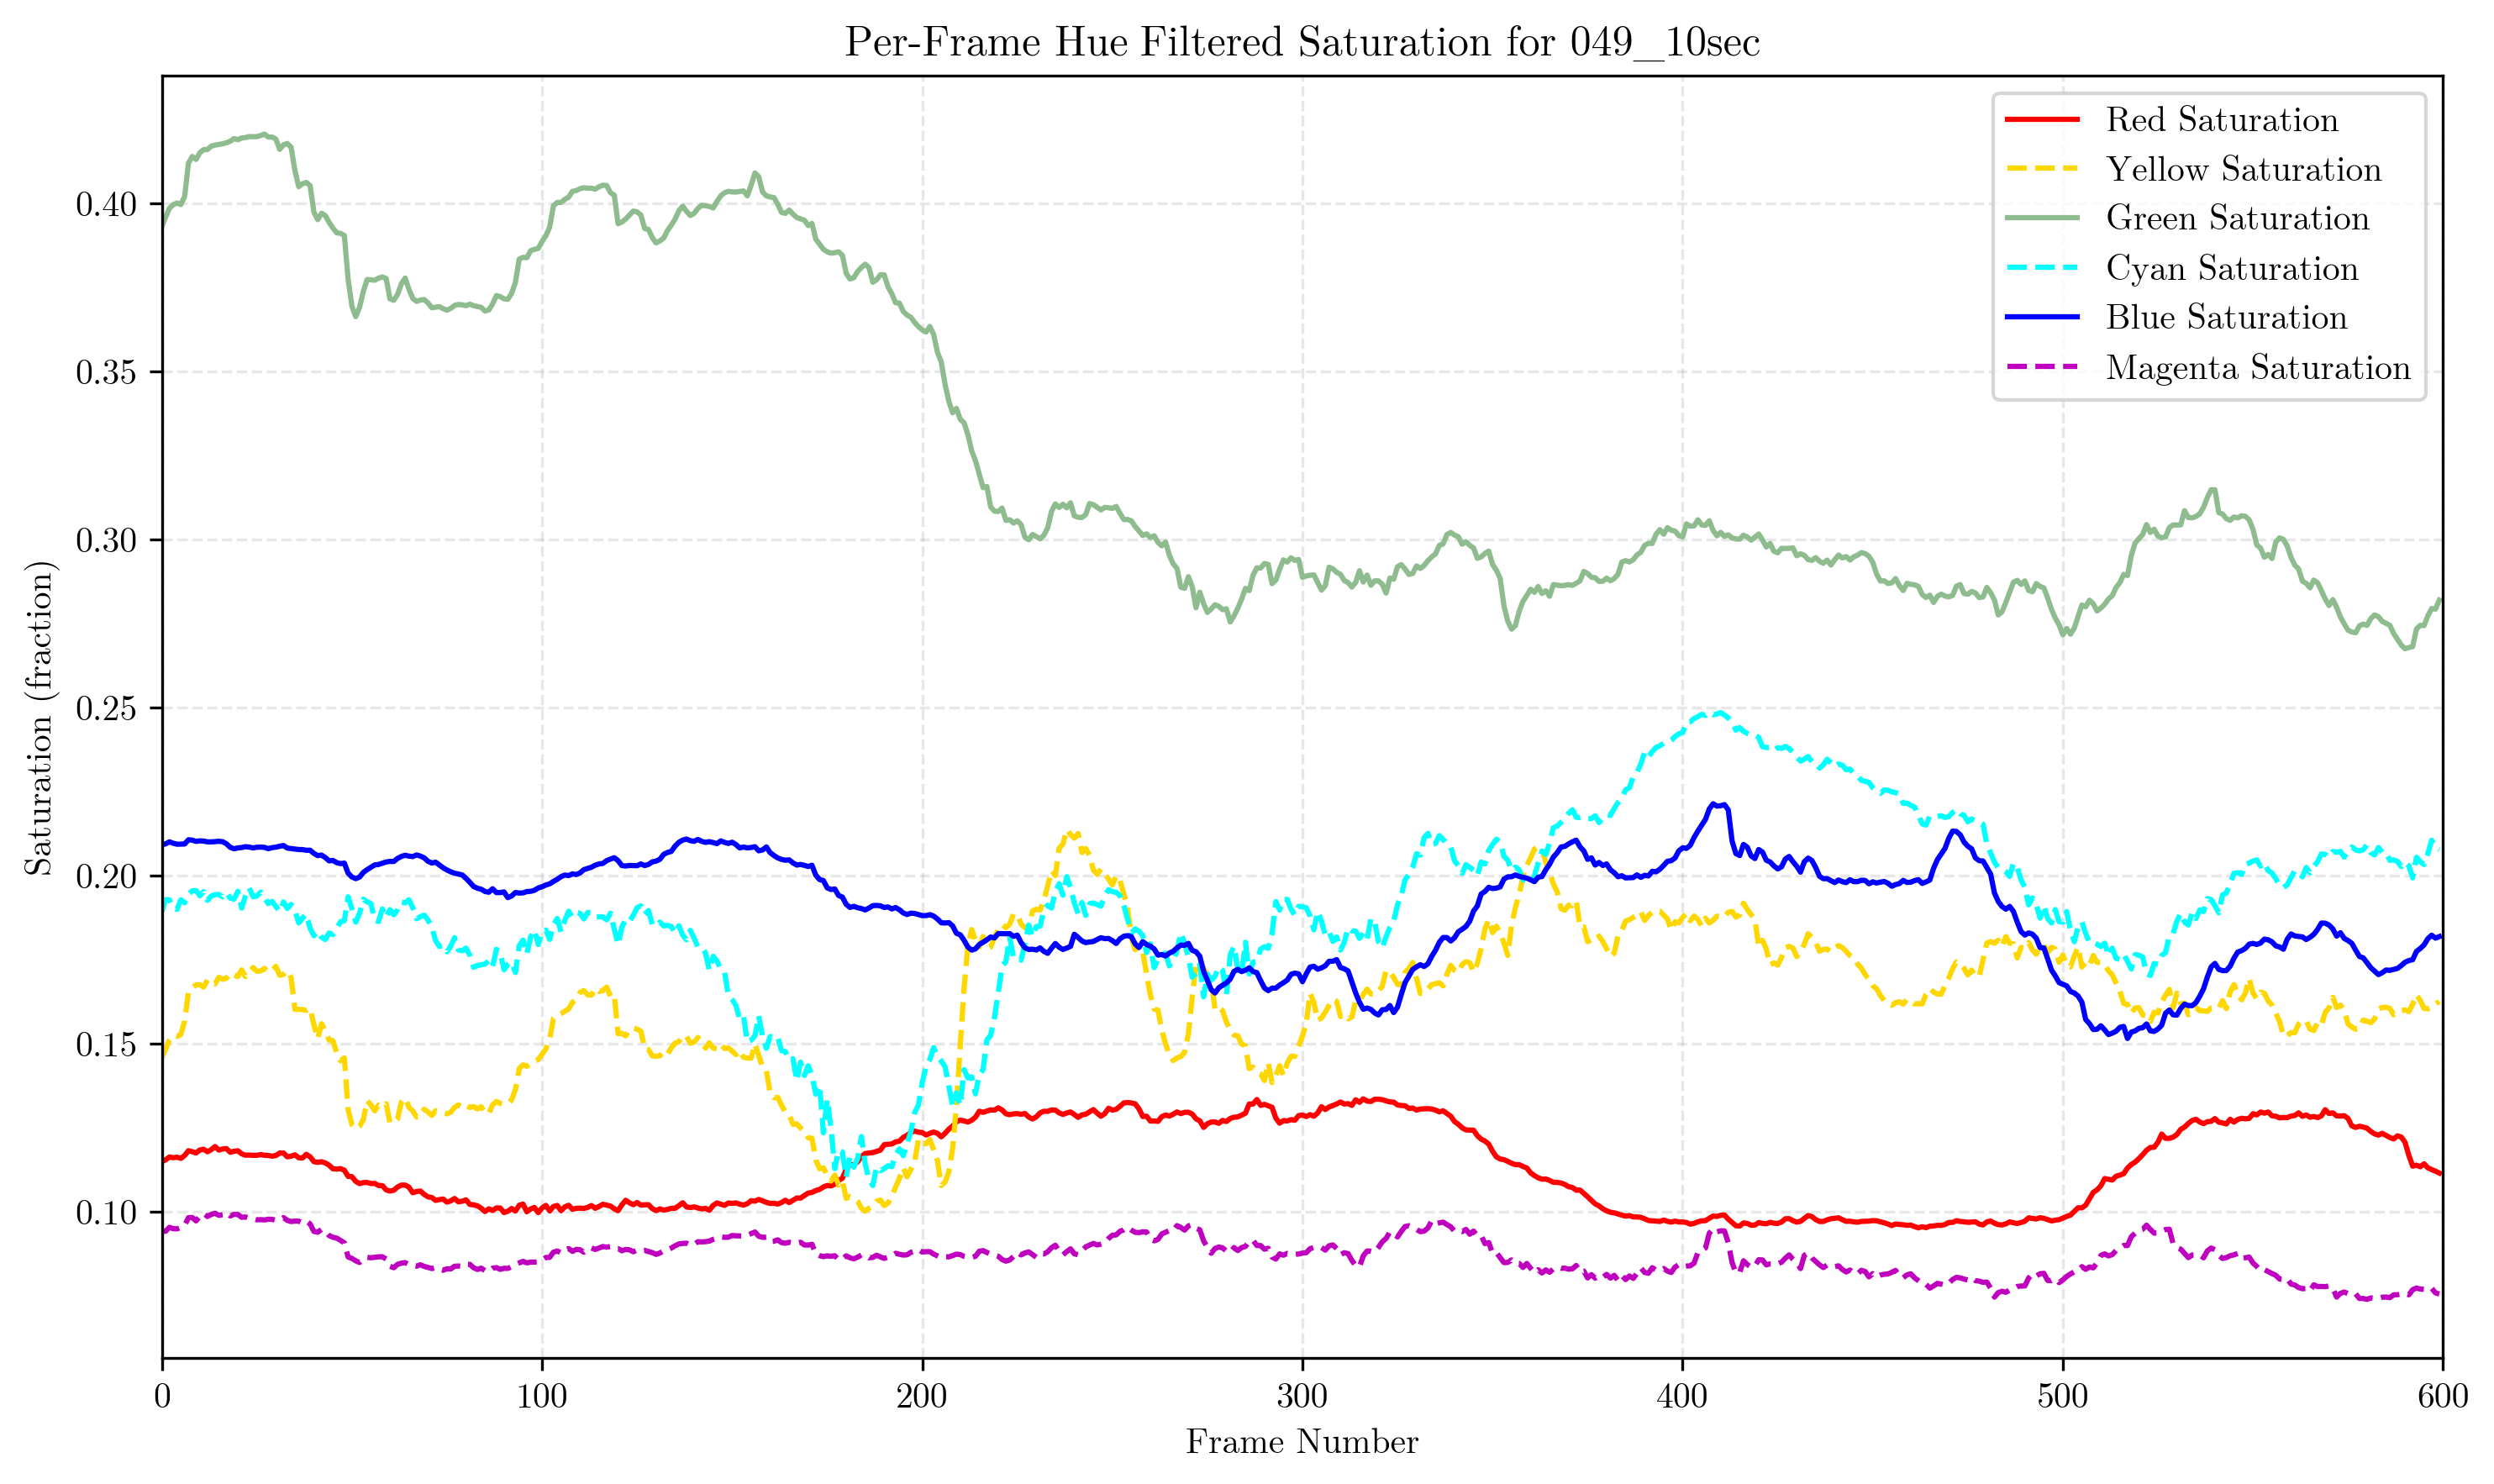 Per-Frame Hue Filtered Saturation for 049_10sec
Red Saturation
Yellow Saturation
Green Saturation
Cyan Saturation
Blue Saturation
Magenta Saturation
Saturation (fraction)
0.40
0.35
0.30
0.25
0.20
0.15
0.10
0 100 200 300 400 500 600
Frame Number